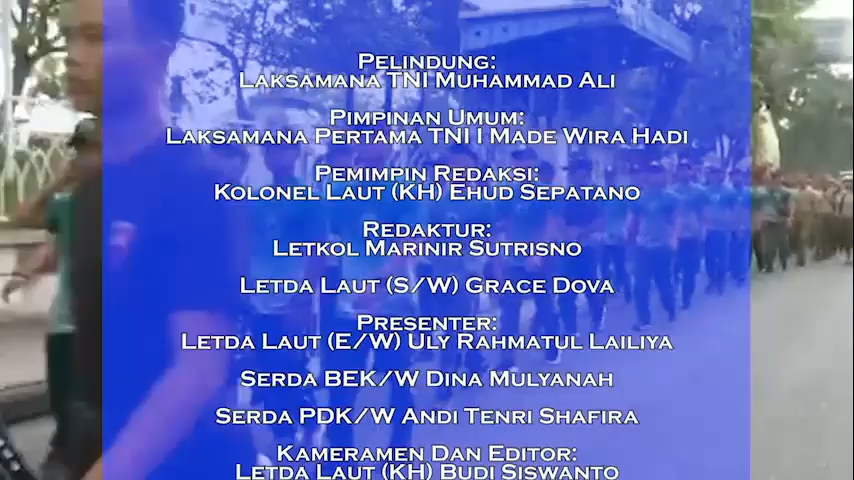 Pelindung:
Laksamana TNI Muhammad Ali
Pimpinan Umum:
Laksamana Pertama TNI I Made Wira Hadi
Pemimpin Redaksi:
Kolonel Laut (KH) Ehud Sepatano
Redaktur:
Letkol Marinir Sutrisno
Letda Laut (S/W) Grace Dova
Presenter:
Letda Laut (E/W) Uly Rahmatul Lailiya
Serda BEK/W Dina Mulyanah
Serda PDK/W Andi Tenri Shafira
Kameramen Dan Editor:
Letda Laut (KH) Budi Siswanto